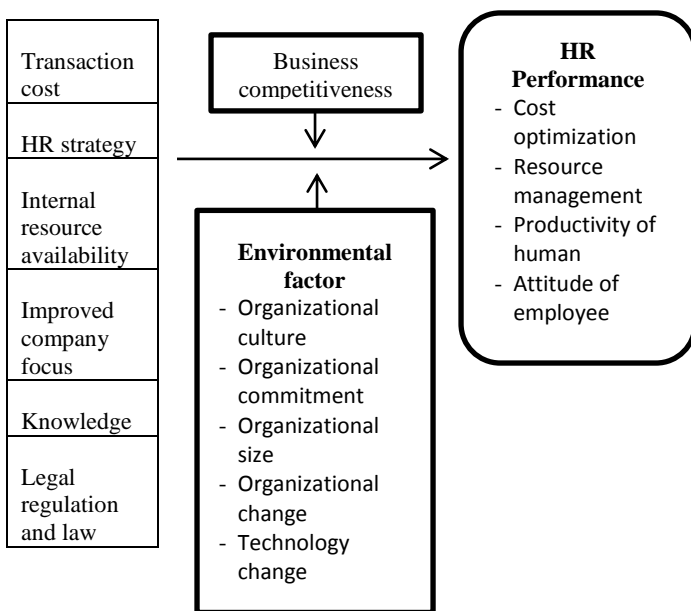 Transaction
cost
HR strategy
Internal
resource
availability
Improved
company
focus
Knowledge
Legal
regulation
and law
Business
competitiveness
Environmental
factor
- Organizational
culture
- Organizational
commitment
- Organizational
size
- Organizational
change
- Technology
change
HR
Performance
- Cost
optimization
- Resource
management
- Productivity of
human
- Attitude of
employee